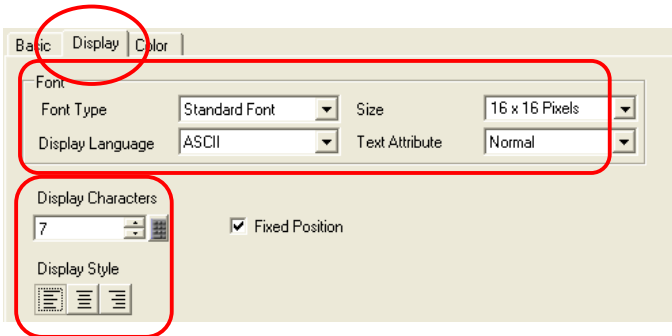 Basic Display Color
Font
Font Type Standard Font Size 16 x 16 Pixels
Display Language ASCII Text Attribute Normal
Display Characters
7 Fixed Position
Display Style